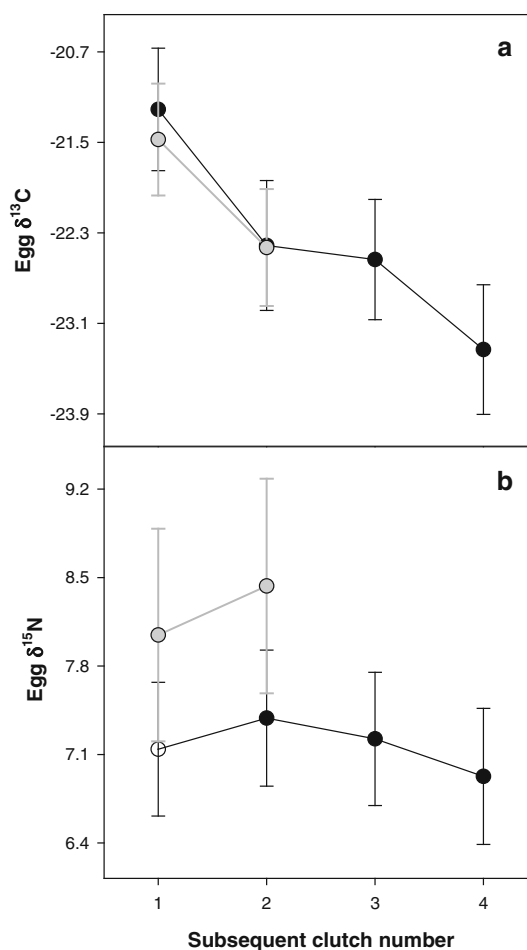 a
-20.7
-21.5
-22.3
-23.1
-23.9
Egg δ¹³C
b
9.2
8.5
7.8
7.1
6.4
Egg δ¹⁵N
1 2 3 4
Subsequent clutch number